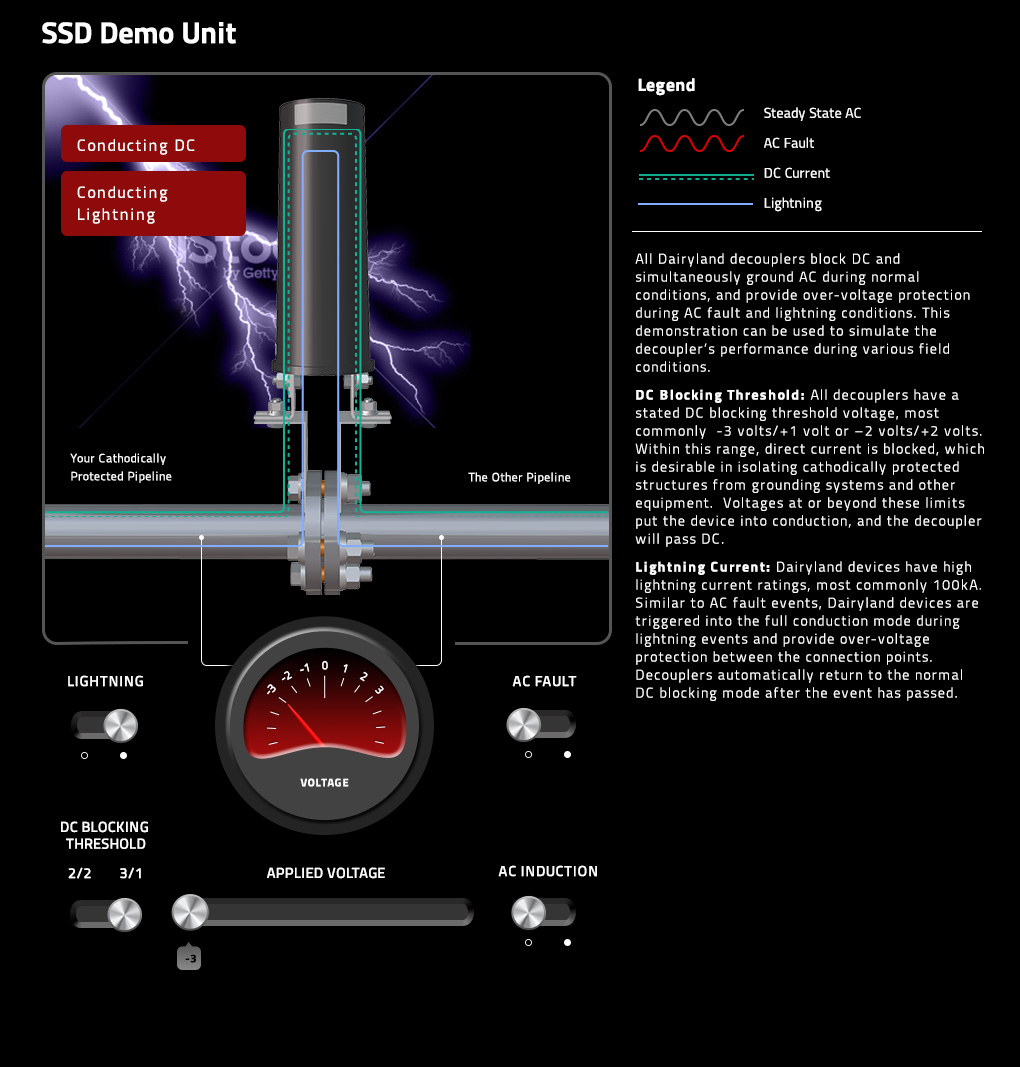 SSD Demo Unit
Conducting DC
Conducting
Lightning
by Getty
Your Cathodically
Protected Pipeline
The Other Pipeline
Legend
Steady State AC
AC Fault
DC Current
Lightning
All Dairyland decouplers block DC and
simultaneously ground AC during normal
conditions, and provide over-voltage protection
during AC fault and lightning conditions. This
demonstration can be used to simulate the
decoupler's performance during various field
conditions.
DC Blocking Threshold: All decouplers have a
stated DC blocking threshold voltage, most
commonly -3 volts/+1 volt or –2 volts/+2 volts.
Within this range, direct current is blocked, which
is desirable in isolating cathodically protected
structures from grounding systems and other
equipment. Voltages at or beyond these limits
put the device into conduction, and the decoupler
will pass DC.
Lightning Current: Dairyland devices have high
lightning current ratings, most commonly 100kA.
Similar to AC fault events, Dairyland devices are
triggered into the full conduction mode during
lightning events and provide over-voltage
protection between the connection points.
Decouplers automatically return to the normal
DC blocking mode after the event has passed.
LIGHTNING
-3 -2 -1 0 1 2 3
VOLTAGE
AC FAULT
DC BLOCKING
THRESHOLD
2/2 3/1
APPLIED VOLTAGE
-3
AC INDUCTION